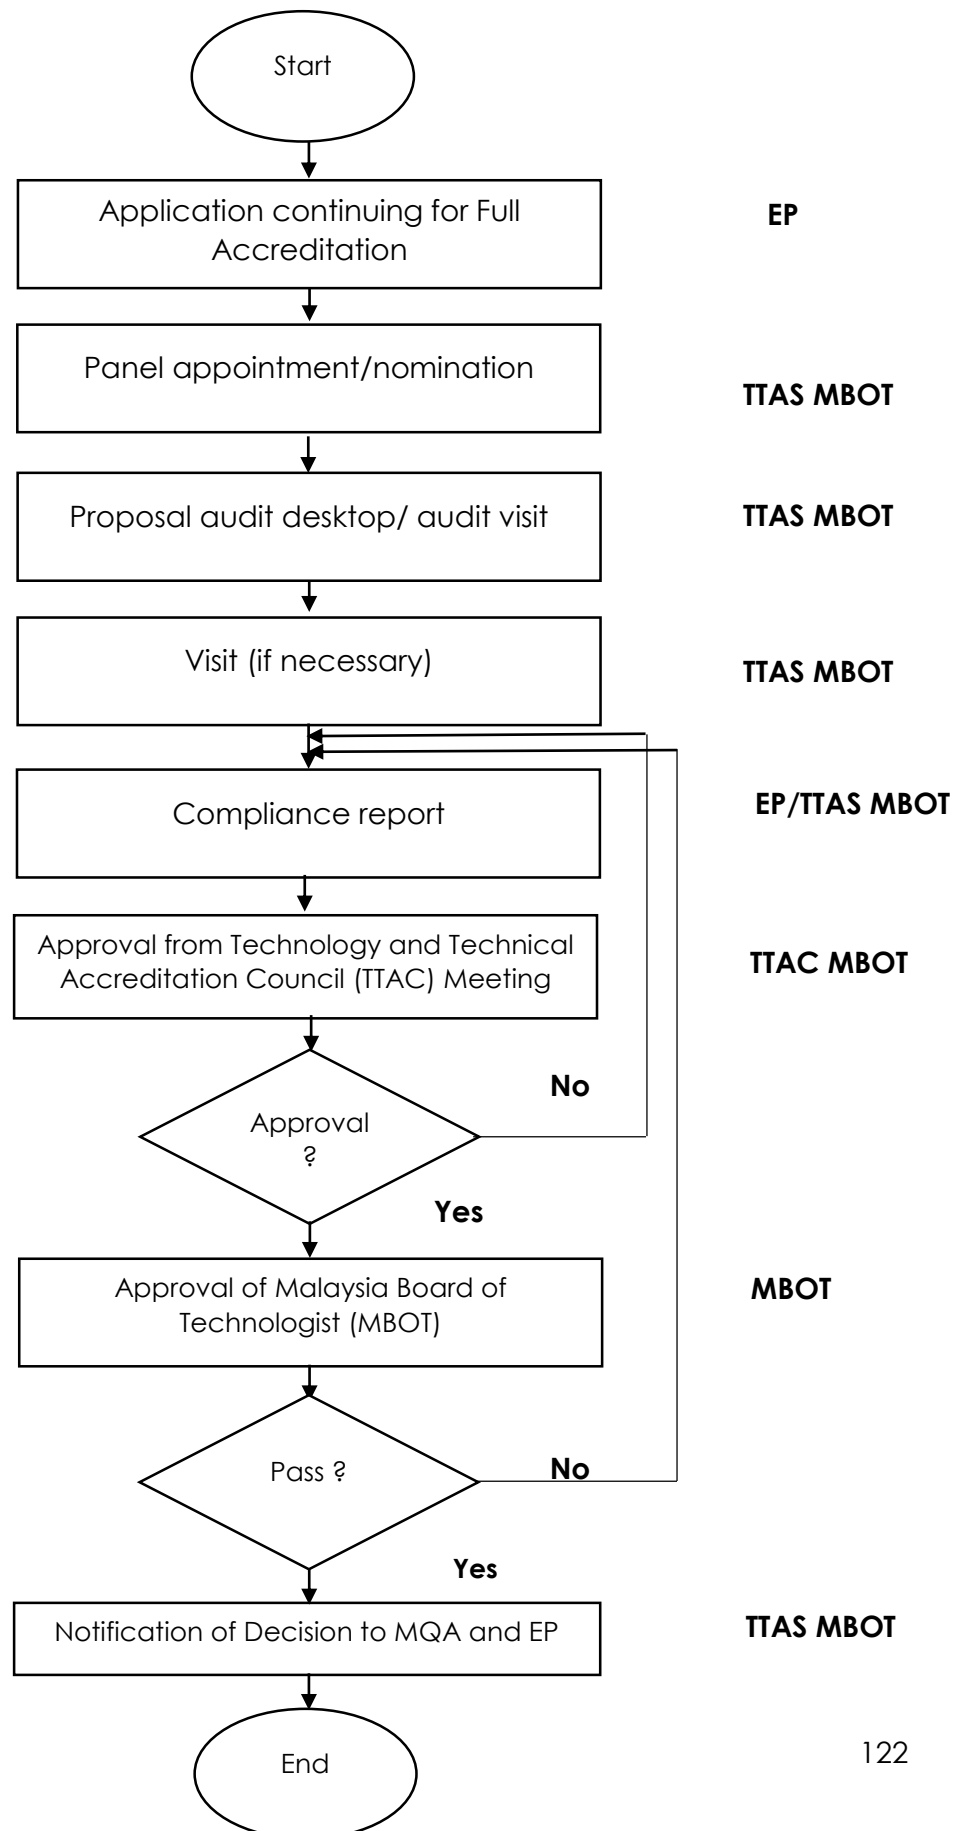 Start
Application continuing for Full
Accreditation
EP
Panel appointment/nomination
TTAS MBOT
Proposal audit desktop/ audit visit
TTAS MBOT
Visit (if necessary)
TTAS MBOT
Compliance report
EP/TTAS MBOT
Approval from Technology and Technical
Accreditation Council (TTAC) Meeting
TTAC MBOT
No
Approval
?
Yes
Approval of Malaysia Board of
Technologist (MBOT)
MBOT
Pass ?
No
Yes
Notification of Decision to MQA and EP
TTAS MBOT
End
122